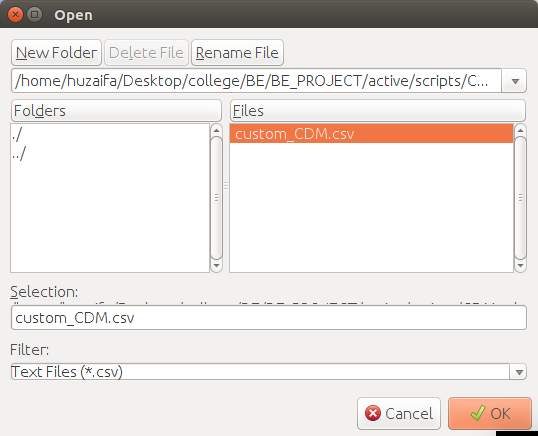 Open
New Folder Delete File Rename File
/home/huzaifa/Desktop/college/BE/BE_PROJECT/active/scripts/C...
Folders Files
./ custom_CDM.csv
../
Selection:
custom_CDM.csv
Filter:
Text Files (*.csv)
Cancel OK